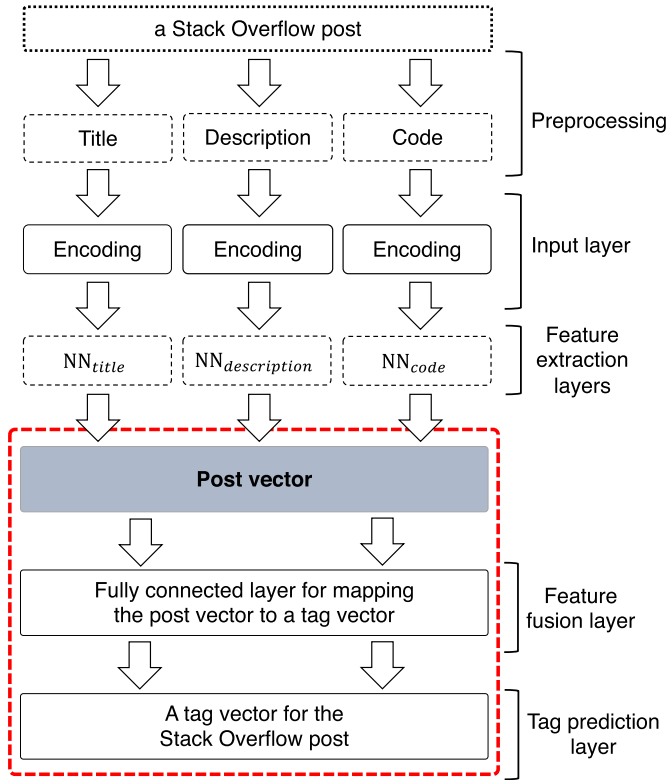 a Stack Overflow post
Preprocessing
Title
Description
Code
Encoding
Encoding
Encoding
Input layer
NNtitle
NNdescription
NNcode
Feature
extraction
layers
Post vector
Fully connected layer for mapping
the post vector to a tag vector
Feature
fusion layer
A tag vector for the
Stack Overflow post
Tag prediction
layer